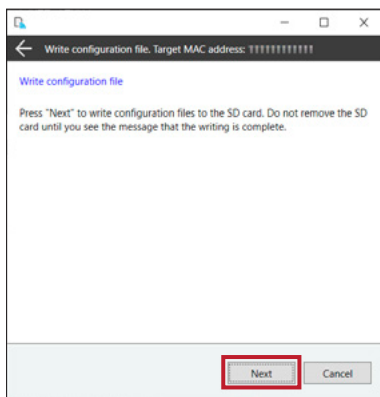 Write configuration file. Target MAC address: 111111111111
Write configuration file
Press "Next" to write configuration files to the SD card. Do not remove the SD
card until you see the message that the writing is complete.
Next
Cancel